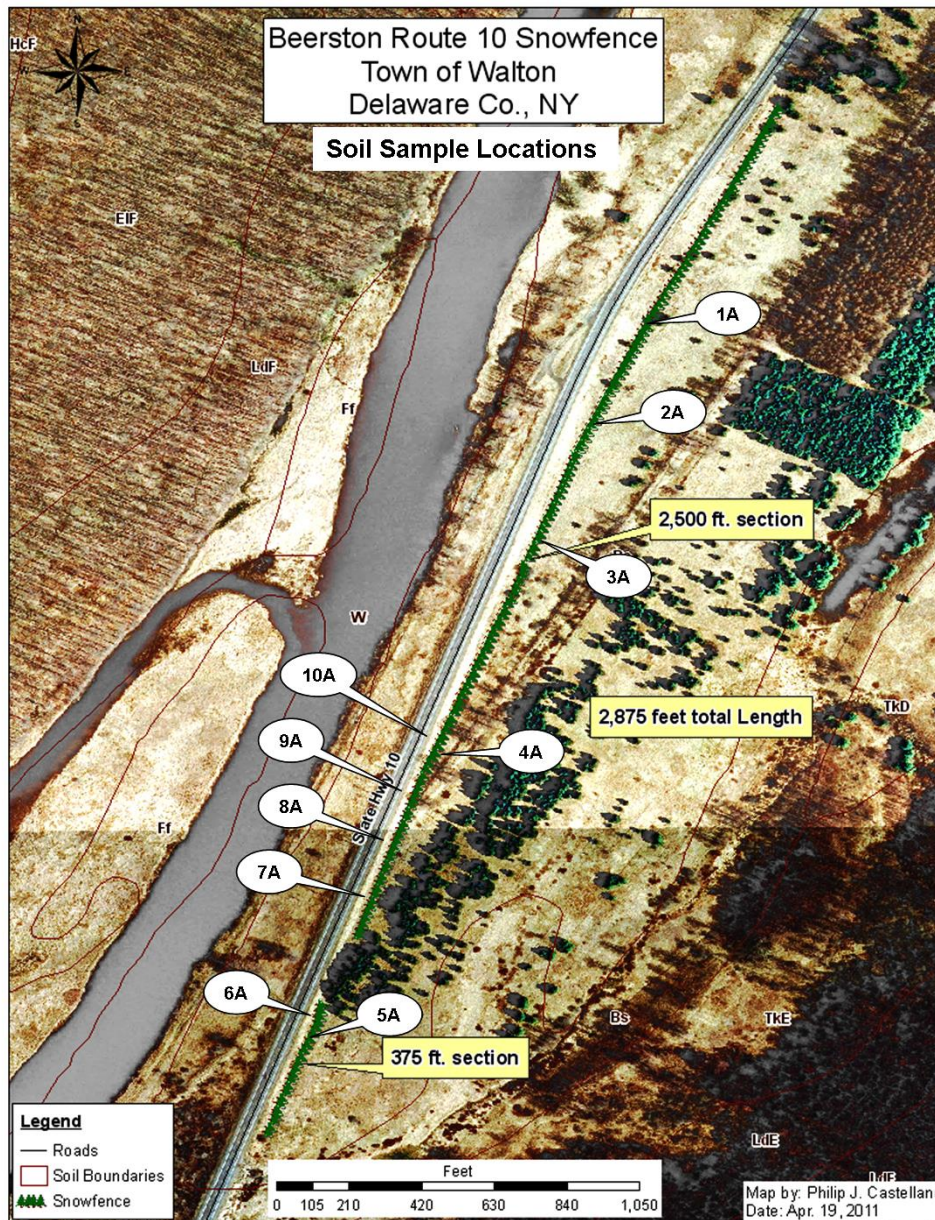 Beerston Route 10 Snowfence
Town of Walton
Delaware Co., NY
Soil Sample Locations
HcF
N
E
S
W
ElF
LdF
Ff
1A
2A
2,500 ft. section
3A
W
10A
2,875 feet total Length
TkD
9A
4A
State Hwy 10
8A
Ff
7A
6A
5A
Bs
TkE
375 ft. section
LdE
Legend
Roads
Soil Boundaries
Snowfence
Feet
0 105 210 420 630 840 1,050
Map by: Philip J. Castellan
Date: Apr. 19, 2011